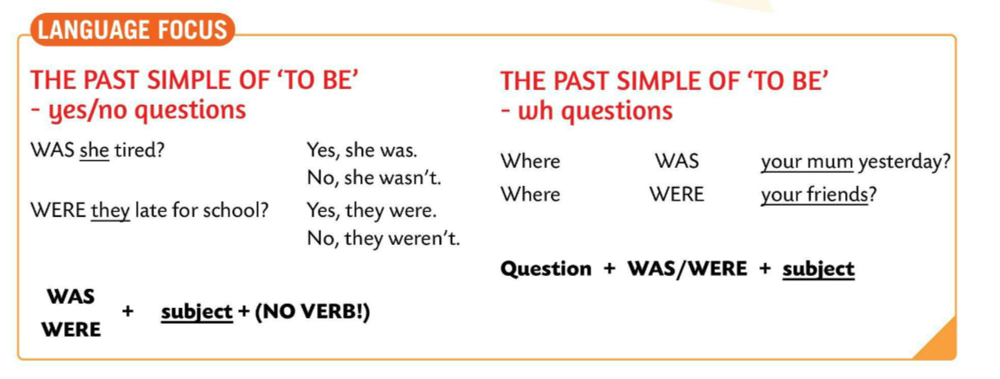 LANGUAGE FOCUS
THE PAST SIMPLE OF ‘TO BE’
- yes/no questions
WAS she tired? Yes, she was.
No, she wasn’t.
WERE they late for school? Yes, they were.
No, they weren’t.
WAS
WERE
+ subject + (NO VERB!)
THE PAST SIMPLE OF ‘TO BE’
- wh questions
Where WAS your mum yesterday?
Where WERE your friends?
Question + WAS/WERE + subject